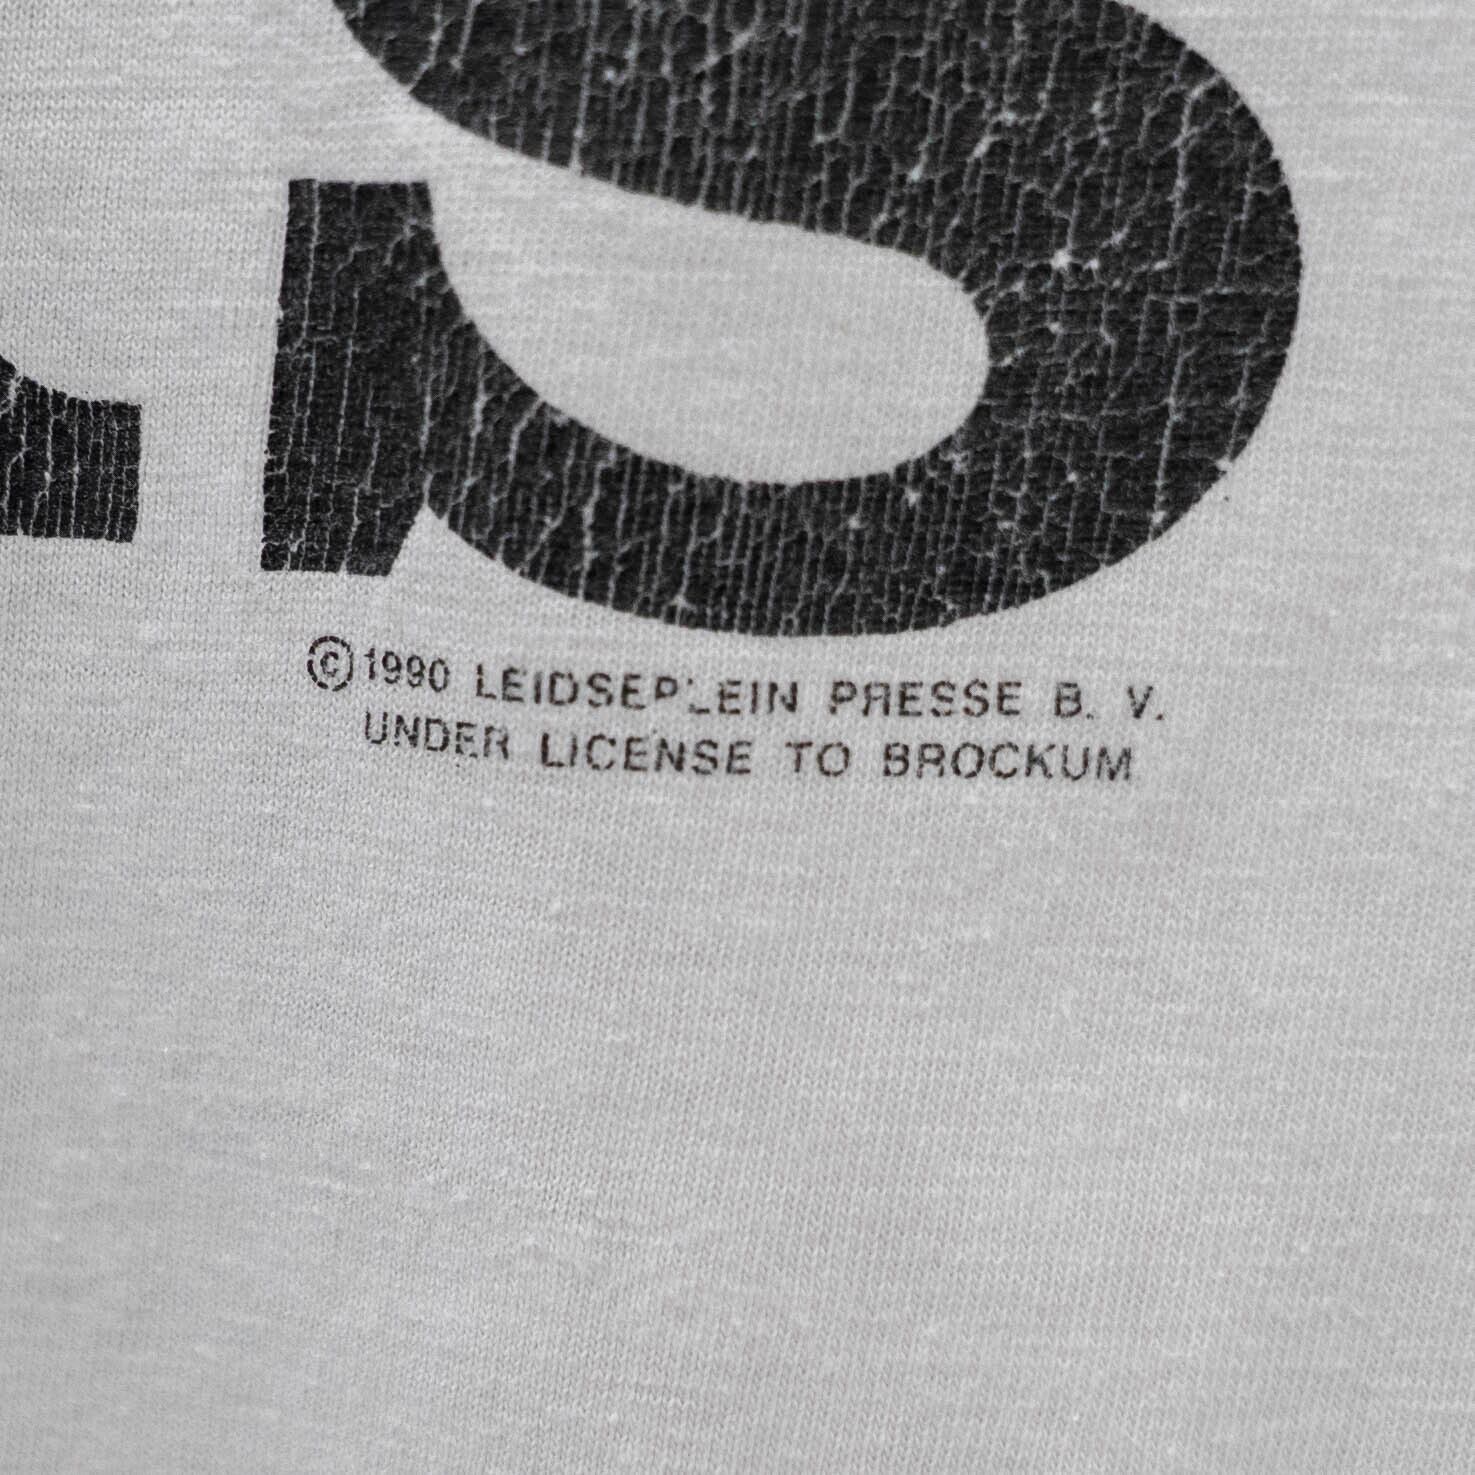 S
©1990 LEIDSEPLEIN PRESSE B. V.
UNDER LICENSE TO BROCKUM